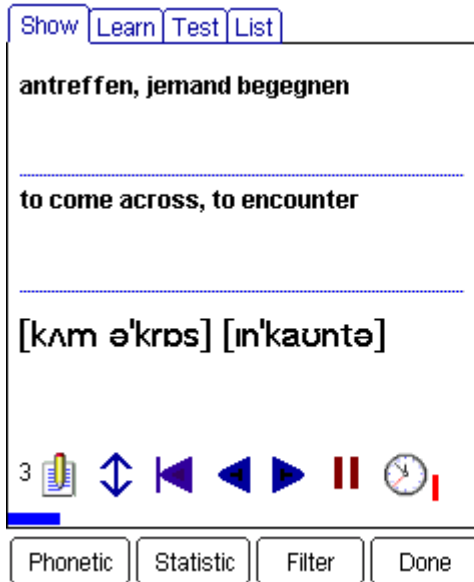 Show Learn Test List
antreffen, jemand begegnen
to come across, to encounter
[kʌm ə'krɒs] [ɪn'kaʊntə]
3
Phonetic Statistic Filter Done